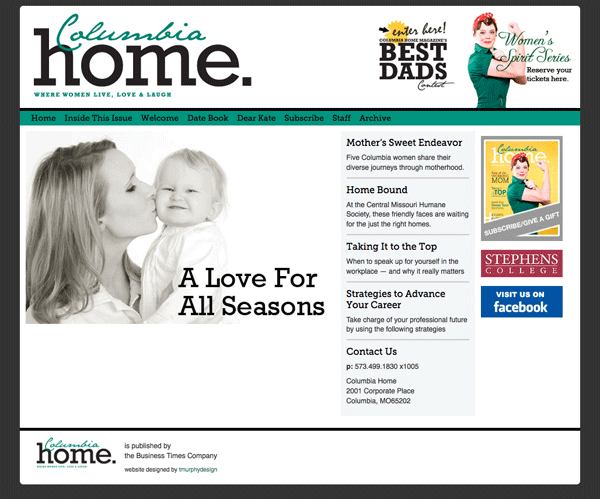 Columbia
home.
WHERE WOMEN LIVE, LOVE & LAUGH
enter here!
COLUMBIA HOME MAGAZINE'S
BEST
DADS
Contest
Women's
Spirit Series
Reserve your
tickets here.
Home Inside This Issue Welcome Date Book Dear Kate Subscribe Staff Archive
A Love For
All Seasons
Mother's Sweet Endeavor
Five Columbia women share their
diverse journeys through motherhood.
Home Bound
At the Central Missouri Humane
Society, these friendly faces are waiting
for the just the right homes.
Taking It to the Top
When to speak up for yourself in the
workplace — and why it really matters
Strategies to Advance
Your Career
Take charge of your professional future
by using the following strategies
Contact Us
p: 573.499.1830 x1005
Columbia Home
2001 Corporate Place
Columbia, MO65202
Columbia
home.
MOM
TOP
SUBSCRIBE/GIVE A GIFT
STEPHENS
COLLEGE
VISIT US ON
facebook
Columbia
home.
WHERE WOMEN LIVE, LOVE & LAUGH
is published by
the Business Times Company
website designed by tmurphydesign